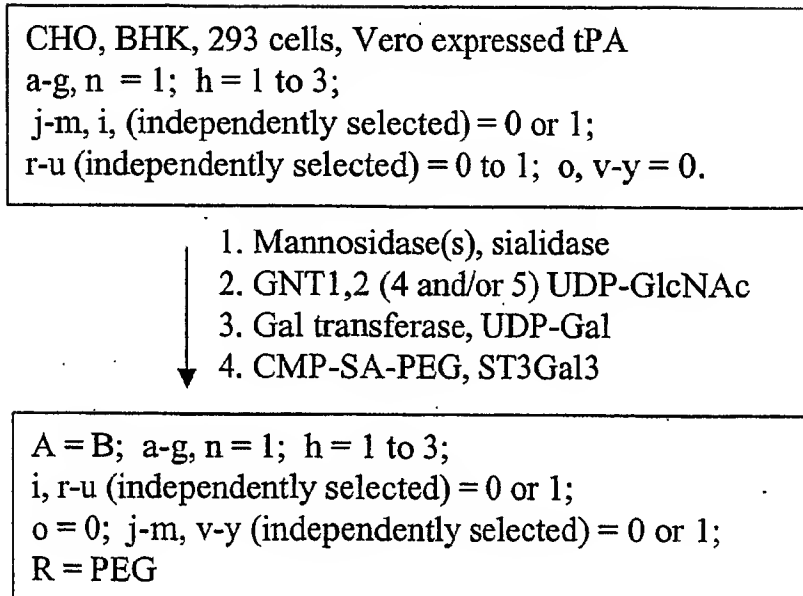 CHO, BHK, 293 cells, Vero expressed tPA
a-g, n = 1; h = 1 to 3;
j-m, i, (independently selected) = 0 or 1;
r-u (independently selected) = 0 to 1; o, v-y = 0.
1. Mannosidase(s), sialidase
2. GNT1,2 (4 and/or 5) UDP-GlcNAc
3. Gal transferase, UDP-Gal
4. CMP-SA-PEG, ST3Gal3
A = B; a-g, n = 1; h = 1 to 3;
i, r-u (independently selected) = 0 or 1;
o = 0; j-m, v-y (independently selected) = 0 or 1;
R = PEG